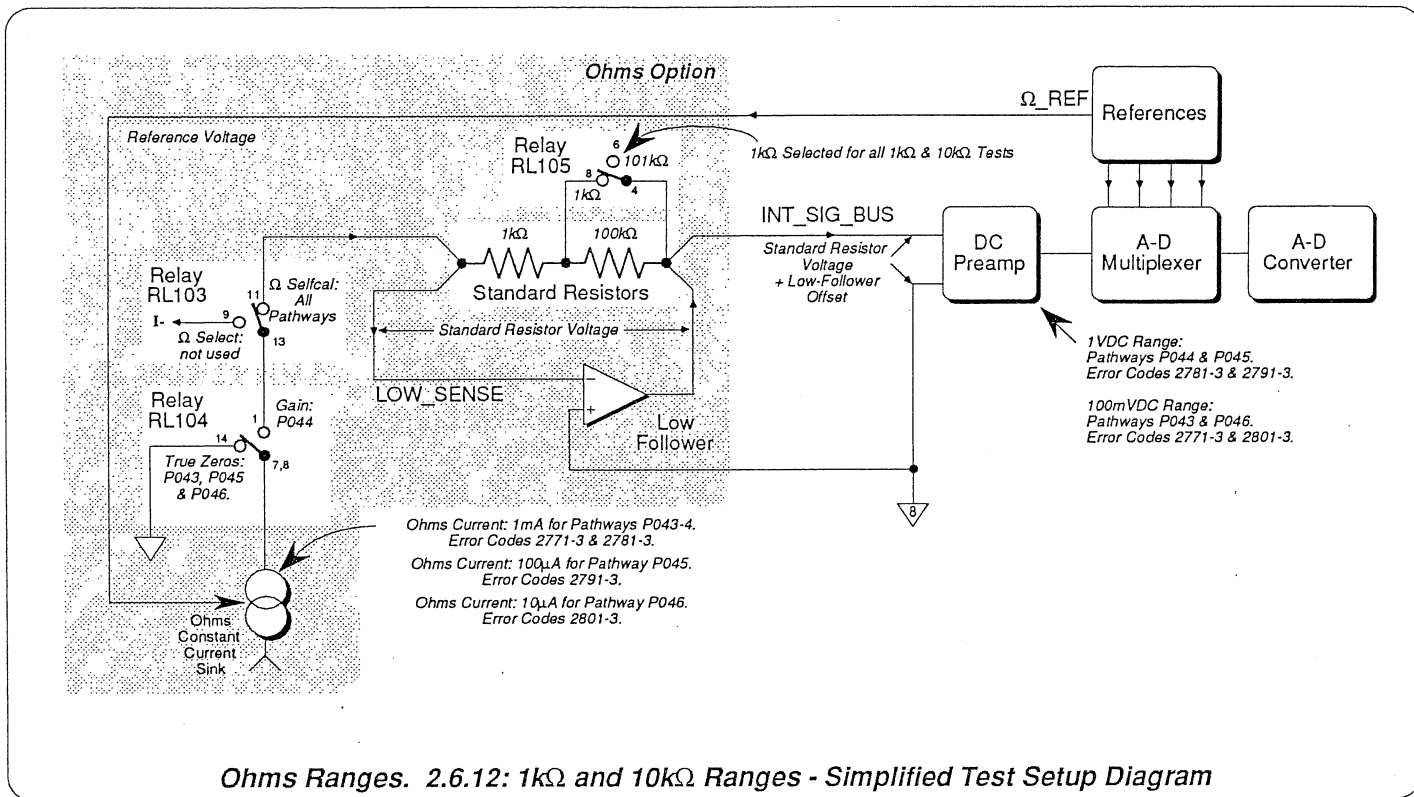 Ohms Option
Ω_REF
References
Reference Voltage
Relay
RL105
6
101kΩ
8
1kΩ
4
1kΩ Selected for all 1kΩ & 10kΩ Tests
INT_SIG_BUS
1kΩ
100kΩ
Standard Resistors
Standard Resistor
Voltage
+ Low-Follower
Offset
DC
Preamp
A-D
Multiplexer
A-D
Converter
Relay
RL103
11
Ω Selfcal:
All
Pathways
I-
9
13
Ω Select:
not used
Standard Resistor Voltage
LOW_SENSE
−
+
Low
Follower
1VDC Range:
Pathways P044 & P045.
Error Codes 2781-3 & 2791-3.
100mVDC Range:
Pathways P043 & P046.
Error Codes 2771-3 & 2801-3.
Relay
RL104
1
Gain:
P044
14
7,8
True Zeros:
P043, P045
& P046.
8
Ohms Current: 1mA for Pathways P043-4.
Error Codes 2771-3 & 2781-3.
Ohms Current: 100µA for Pathway P045.
Error Codes 2791-3.
Ohms Current: 10µA for Pathway P046.
Error Codes 2801-3.
Ohms
Constant
Current
Sink
Ohms Ranges. 2.6.12: 1kΩ and 10kΩ Ranges - Simplified Test Setup Diagram